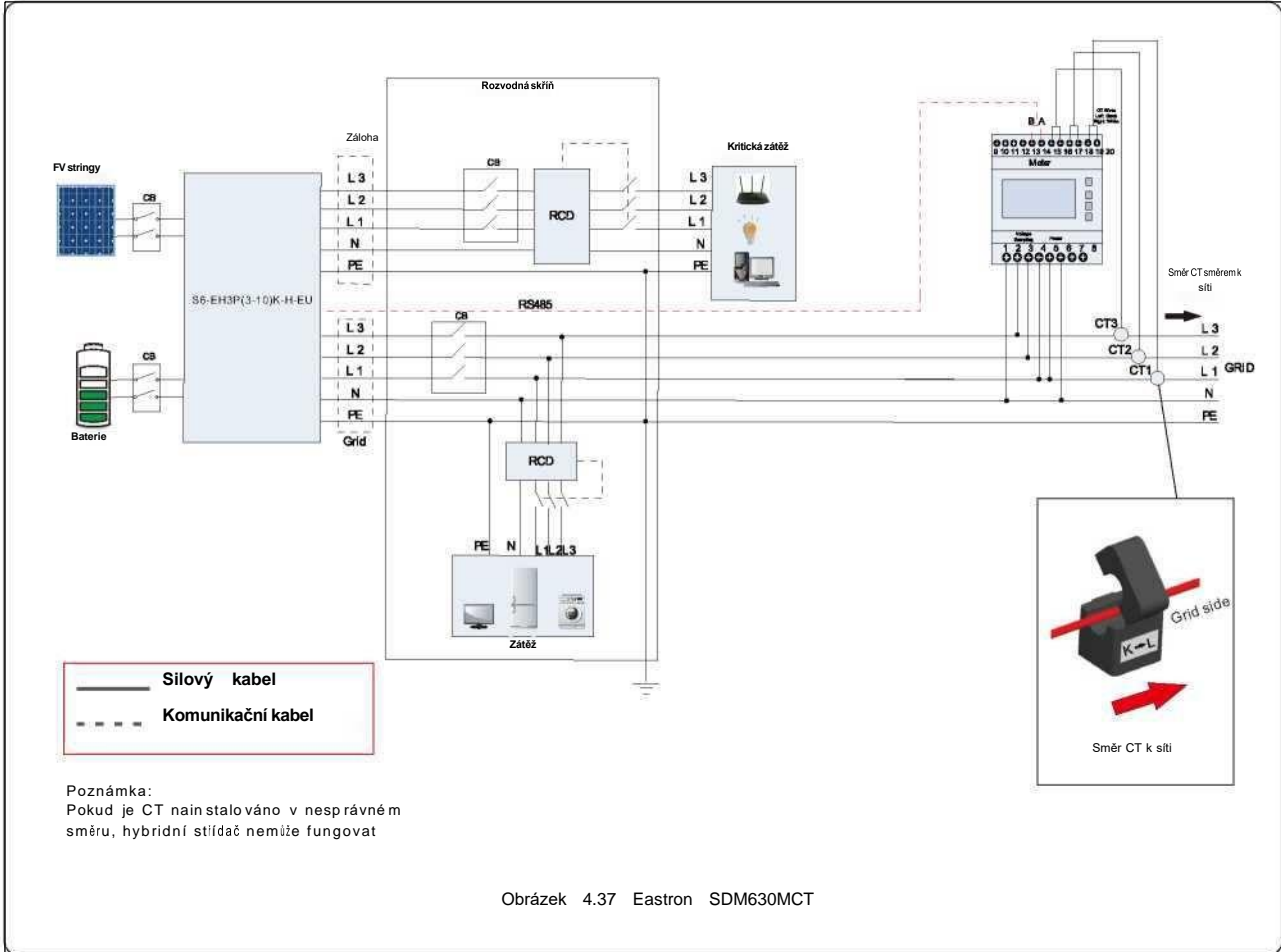 Rozvodná skříň
Záloha
FV stringy
CB
CB
L 3
L 2
L 1
N
PE
RCD
L 3
L 2
L 1
N
PE
Kritická zátěž
S6-EH3P(3-10)K-H-EU
RS485
B A
9 10 11 12 13 14 15 16 17 18 19 20
Meter
1 2 3 4 5 6 7 8
Směr CT směrem k
síti
CB
Baterie
CB
L 3
L 2
L 1
N
PE
Grid
CT3
CT2
CT1
L 3
L 2
L 1
GRID
N
PE
RCD
PE N L1L2L3
Zátěž
Grid side
K→L
Směr CT k síti
Silový kabel
Komunikační kabel
Poznámka:
Pokud je CT nainstalováno v nesprávném
směru, hybridní střídač nemůže fungovat
Obrázek 4.37 Eastron SDM630MCT